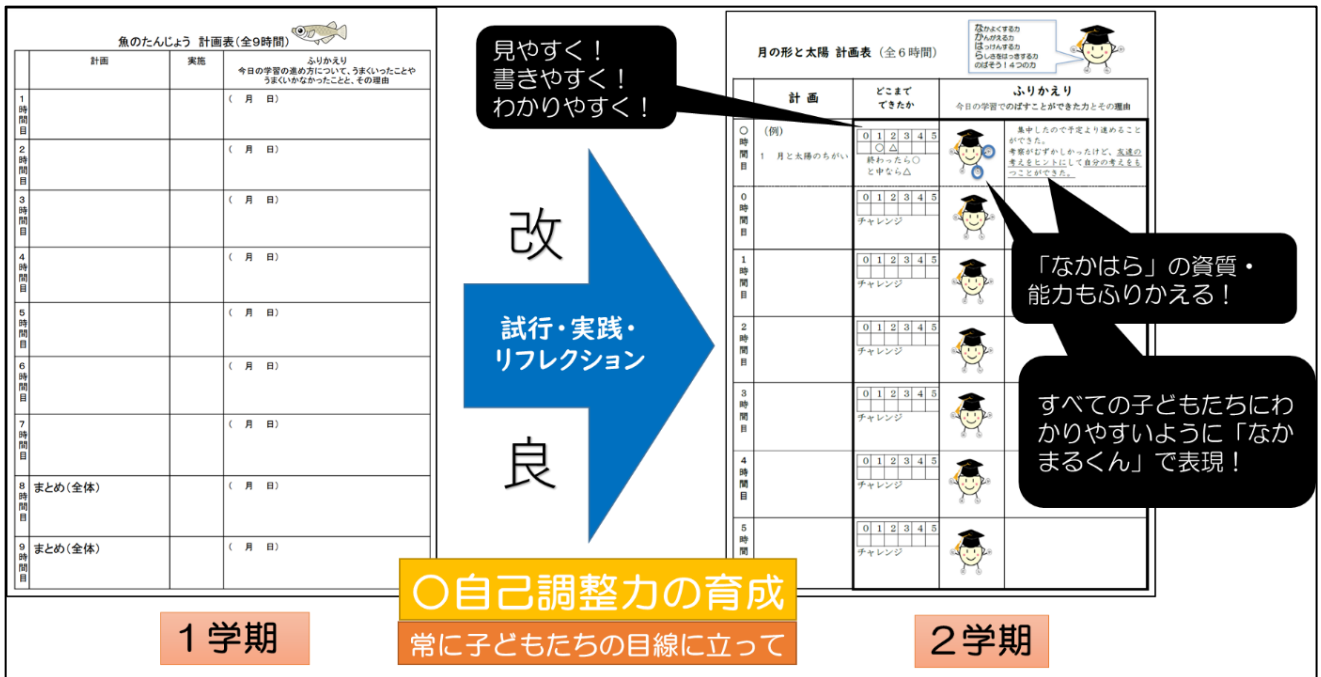 魚のたんじょう 計画表(全9時間)
計画
実施
ふりかえり
今日の学習の進め方について、うまくいったことや
うまくいかなかったことと、その理由
1時間目
( 月 日)
2時間目
( 月 日)
3時間目
( 月 日)
4時間目
( 月 日)
5時間目
( 月 日)
6時間目
( 月 日)
7時間目
( 月 日)
8時間目
まとめ(全体)
( 月 日)
9時間目
まとめ(全体)
( 月 日)
1学期
見やすく!
書きやすく!
わかりやすく!
改
試行・実践・
リフレクション
良
〇自己調整力の育成
常に子どもたちの目線に立って
月の形と太陽 計画表(全6時間)
なかよくする力
かんがえる力
はっけんする力
らしさをはっきする力
のばそう!4つの力
計画
どこまで
できたか
ふりかえり
今日の学習でのばすことができた力とその理由
〇時間目
(例)
1 月と太陽のちがい
0 1 2 3 4 5
〇 △
終わったら〇
と中なら△
集中したので予定より進めること
ができた。
考察がむずかしかったけど、友達の
考えをヒントにして自分の考えをも
つことができた。
0時間目
0 1 2 3 4 5
チャレンジ
1時間目
0 1 2 3 4 5
チャレンジ
2時間目
0 1 2 3 4 5
チャレンジ
3時間目
0 1 2 3 4 5
チャレンジ
4時間目
0 1 2 3 4 5
チャレンジ
5時間
0 1 2 3 4 5
チャレンジ
「なかはら」の資質・
能力もふりかえる!
すべての子どもたちにわ
かりやすいように「なか
まるくん」で表現!
2学期